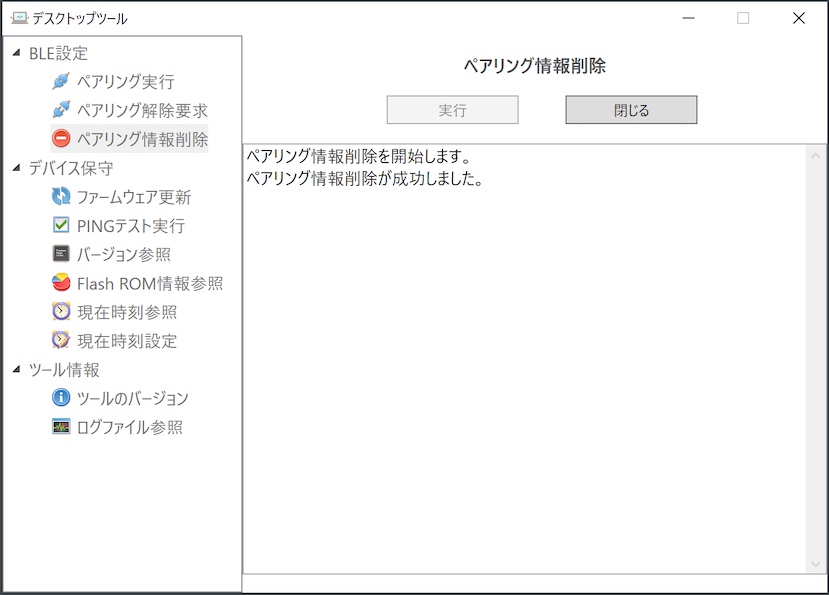 デスクトップツール
BLE設定
ペアリング実行
ペアリング解除要求
ペアリング情報削除
デバイス保守
ファームウェア更新
PINGテスト実行
バージョン参照
Flash ROM情報参照
現在時刻参照
現在時刻設定
ツール情報
ツールのバージョン
ログファイル参照
ペアリング情報削除
実行
閉じる
ペアリング情報削除を開始します。
ペアリング情報削除が成功しました。